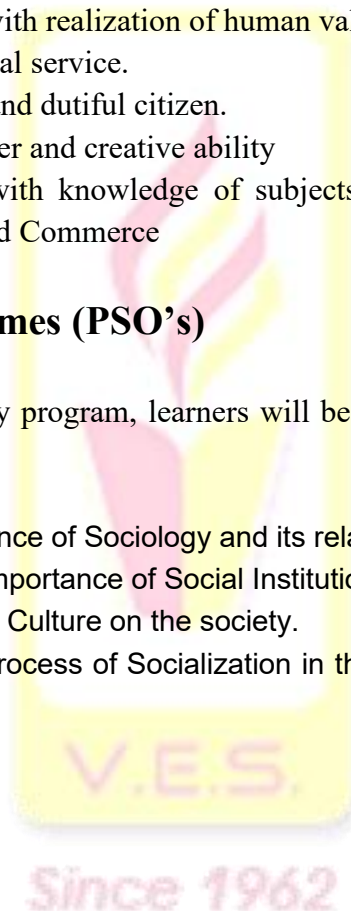 with realization of human val
al service.
nd dutiful citizen.
er and creative ability
with knowledge of subjects
d Commerce
mes (PSO's)
y program, learners will be
nce of Sociology and its rela
mportance of Social Institutio
Culture on the society.
rocess of Socialization in th
V.E.S.
Since 1962